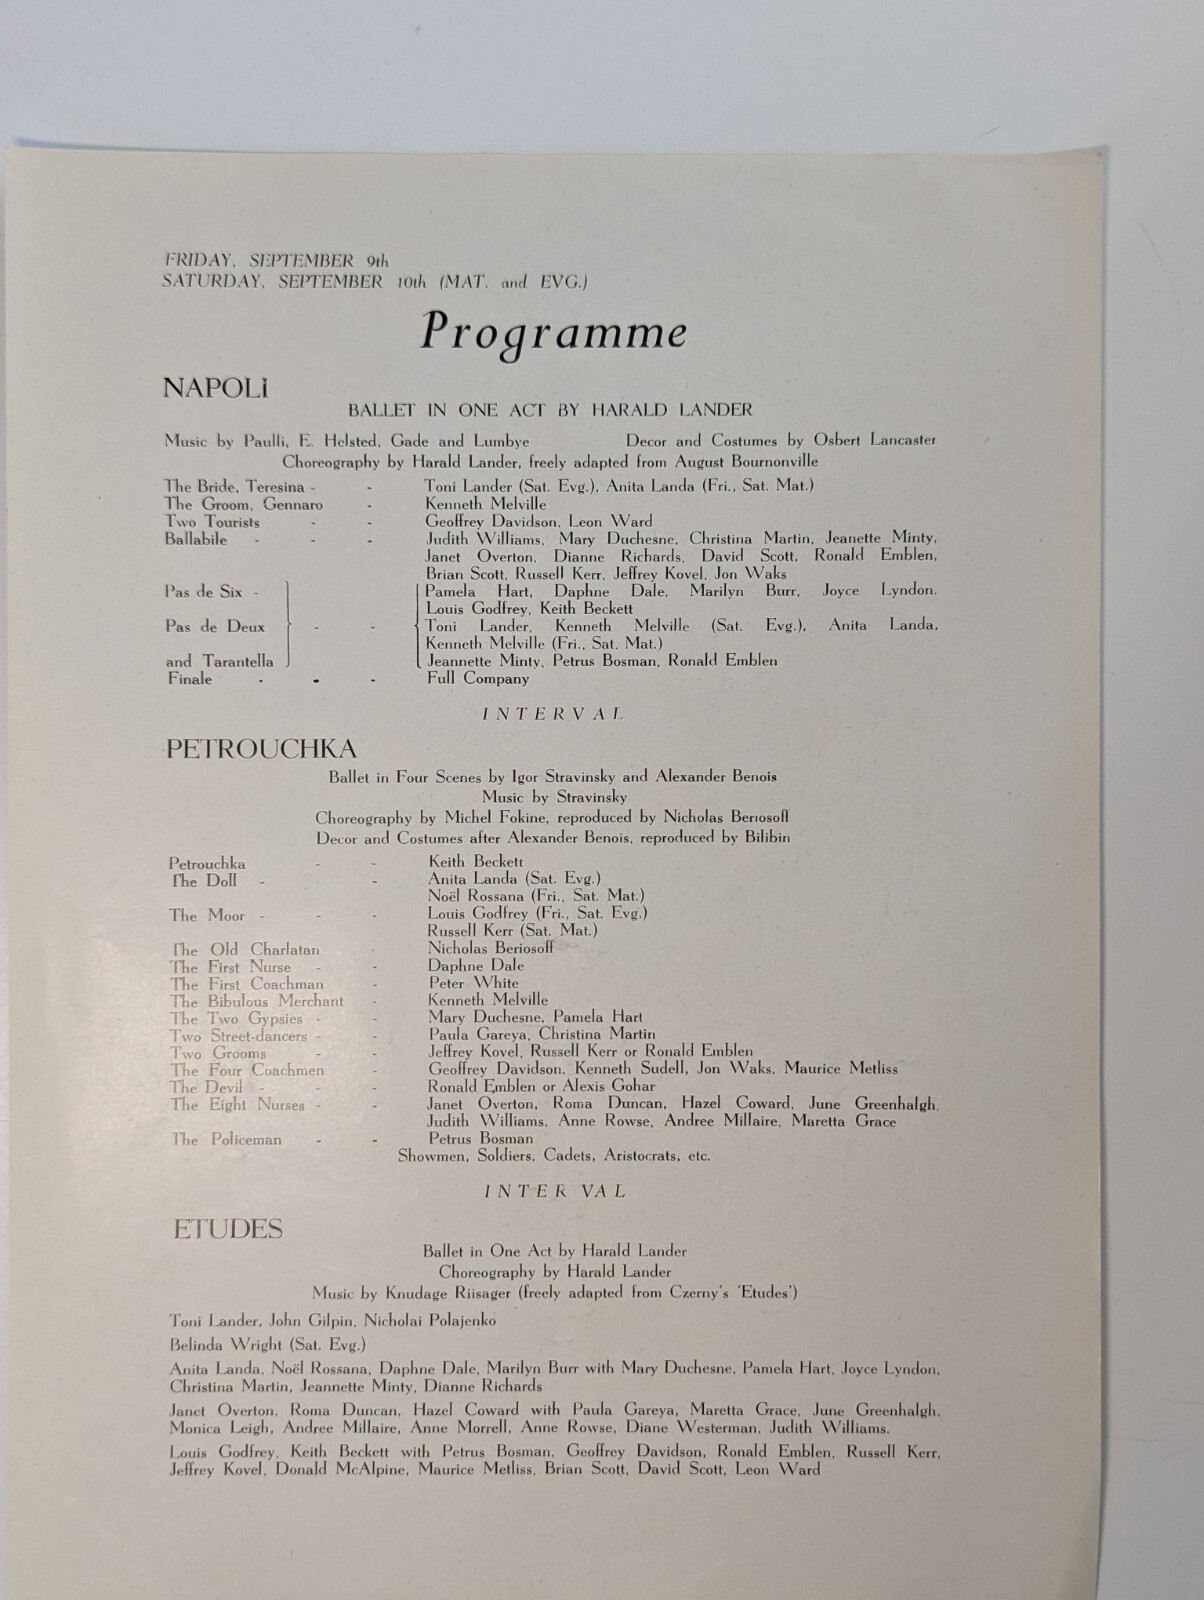 FRIDAY, SEPTEMBER 9th
SATURDAY, SEPTEMBER 10th (MAT. and EVG.)
Programme
NAPOLI
BALLET IN ONE ACT BY HARALD LANDER
Music by Paulli, E. Helsted, Gade and Lumbye Decor and Costumes by Osbert Lancaster
Choreography by Harald Lander, freely adapted from August Bournonville
The Bride, Teresina - - Toni Lander (Sat. Evg.), Anita Landa (Fri., Sat. Mat.)
The Groom, Gennaro - Kenneth Melville
Two Tourists - - Geoffrey Davidson, Leon Ward
Ballabile - - - Judith Williams, Mary Duchesne, Christina Martin, Jeanette Minty,
Janet Overton, Dianne Richards, David Scott, Ronald Emblen,
Brian Scott, Russell Kerr, Jeffrey Kovel, Jon Waks
Pas de Six - Pamela Hart, Daphne Dale, Marilyn Burr, Joyce Lyndon.
Louis Godfrey, Keith Beckett
Pas de Deux - - Toni Lander, Kenneth Melville (Sat. Evg.), Anita Landa,
Kenneth Melville (Fri., Sat. Mat.)
and Tarantella Jeannette Minty, Petrus Bosman, Ronald Emblen
Finale - - - Full Company
INTERVAL
PETROUCHKA
Ballet in Four Scenes by Igor Stravinsky and Alexander Benois
Music by Stravinsky
Choreography by Michel Fokine, reproduced by Nicholas Beriosoff
Decor and Costumes after Alexander Benois, reproduced by Bilibin
Petrouchka - - Keith Beckett
The Doll - - Anita Landa (Sat. Evg.)
Noël Rossana (Fri., Sat. Mat.)
The Moor - - - Louis Godfrey (Fri., Sat. Evg.)
Russell Kerr (Sat. Mat.)
The Old Charlatan - Nicholas Beriosoff
The First Nurse - - Daphne Dale
The First Coachman - Peter White
The Bibulous Merchant - Kenneth Melville
The Two Gypsies - - Mary Duchesne, Pamela Hart
Two Street-dancers - - Paula Gareya, Christina Martin
Two Grooms - - Jeffrey Kovel, Russell Kerr or Ronald Emblen
The Four Coachmen - Geoffrey Davidson, Kenneth Sudell, Jon Waks, Maurice Metliss
The Devil - - - Ronald Emblen or Alexis Gohar
The Eight Nurses - - Janet Overton, Roma Duncan, Hazel Coward, June Greenhalgh,
Judith Williams, Anne Rowse, Andree Millaire, Maretta Grace
The Policeman - - Petrus Bosman
Showmen, Soldiers, Cadets, Aristocrats, etc.
INTERVAL
ETUDES
Ballet in One Act by Harald Lander
Choreography by Harald Lander
Music by Knudage Riisager (freely adapted from Czerny's 'Etudes')
Toni Lander, John Gilpin, Nicholai Polajenko
Belinda Wright (Sat. Evg.)
Anita Landa, Noël Rossana, Daphne Dale, Marilyn Burr with Mary Duchesne, Pamela Hart, Joyce Lyndon,
Christina Martin, Jeannette Minty, Dianne Richards
Janet Overton, Roma Duncan, Hazel Coward with Paula Gareya, Maretta Grace, June Greenhalgh,
Monica Leigh, Andree Millaire, Anne Morrell, Anne Rowse, Diane Westerman, Judith Williams.
Louis Godfrey, Keith Beckett with Petrus Bosman, Geoffrey Davidson, Ronald Emblen, Russell Kerr,
Jeffrey Kovel, Donald McAlpine, Maurice Metliss, Brian Scott, David Scott, Leon Ward